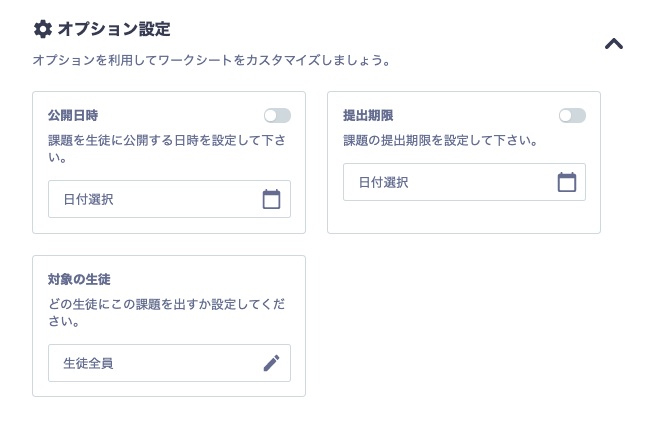 オプション設定
オプションを利用してワークシートをカスタマイズしましょう。
公開日時
課題を生徒に公開する日時を設定して下さ
い。
日付選択
提出期限
課題の提出期限を設定して下さい。
日付選択
対象の生徒
どの生徒にこの課題を出すか設定してくだ
さい。
生徒全員